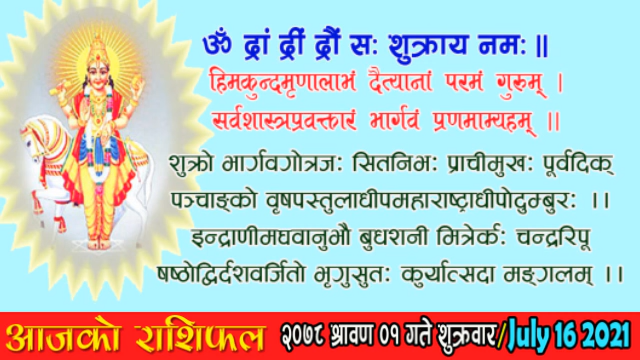 ॐ द्रां द्रीं द्रौं सः शुक्राय नमः ॥
हिमकुन्दमृणालाभं दैत्यानां परमं गुरुम् ।
सर्वशास्त्रप्रवक्तारं भार्गवं प्रणमाम्यहम् ।।
शुक्रो भार्गवगोत्रजः सितनिभः प्राचीमुखः पूर्वदिक्
पञ्चाङ्को वृषपस्तुलाधीपमहाराष्ट्राधीपोदुम्बुरः ।।
इन्द्राणीमघवानुभौ बुधशनी मित्रेर्कः चन्द्ररिपू
षष्ठोद्विर्दशवर्जितो भृगुसुतः कुर्यात्सदा मङ्गलम् ।।
आजको राशिफल २०७८ श्रावण ०१ गते शुक्रवार/July 16 2021